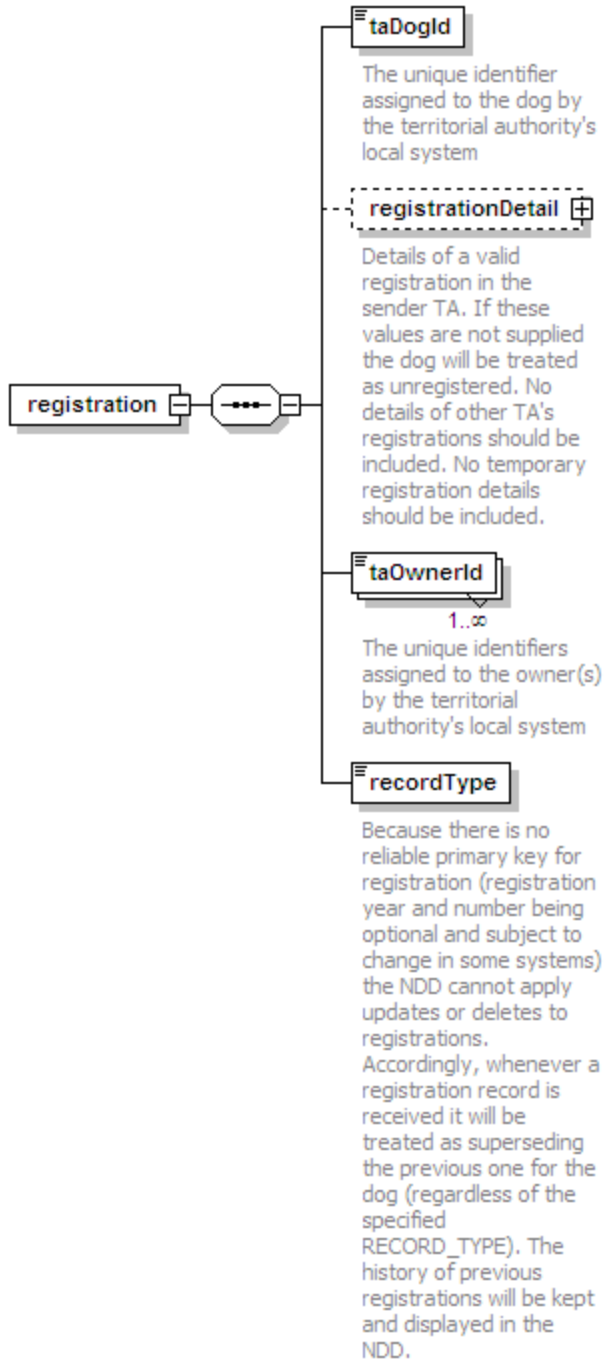 taDogId
The unique identifier
assigned to the dog by
the territorial authority's
local system
registrationDetail
Details of a valid
registration in the
sender TA. If these
values are not supplied
the dog will be treated
as unregistered. No
details of other TA's
registrations should be
included. No temporary
registration details
should be included.
registration
taOwnerId
1..∞
The unique identifiers
assigned to the owner(s)
by the territorial
authority's local system
recordType
Because there is no
reliable primary key for
registration (registration
year and number being
optional and subject to
change in some systems)
the NDD cannot apply
updates or deletes to
registrations.
Accordingly, whenever a
registration record is
received it will be
treated as superseding
the previous one for the
dog (regardless of the
specified
RECORD_TYPE). The
history of previous
registrations will be kept
and displayed in the
NDD.